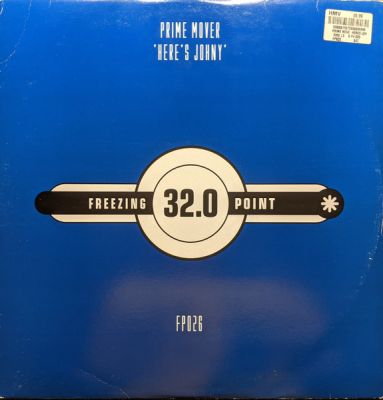 PRIME MOVER
"HERE'S JOHNY"
HMV
FREEZING 32.0 POINT
FP026